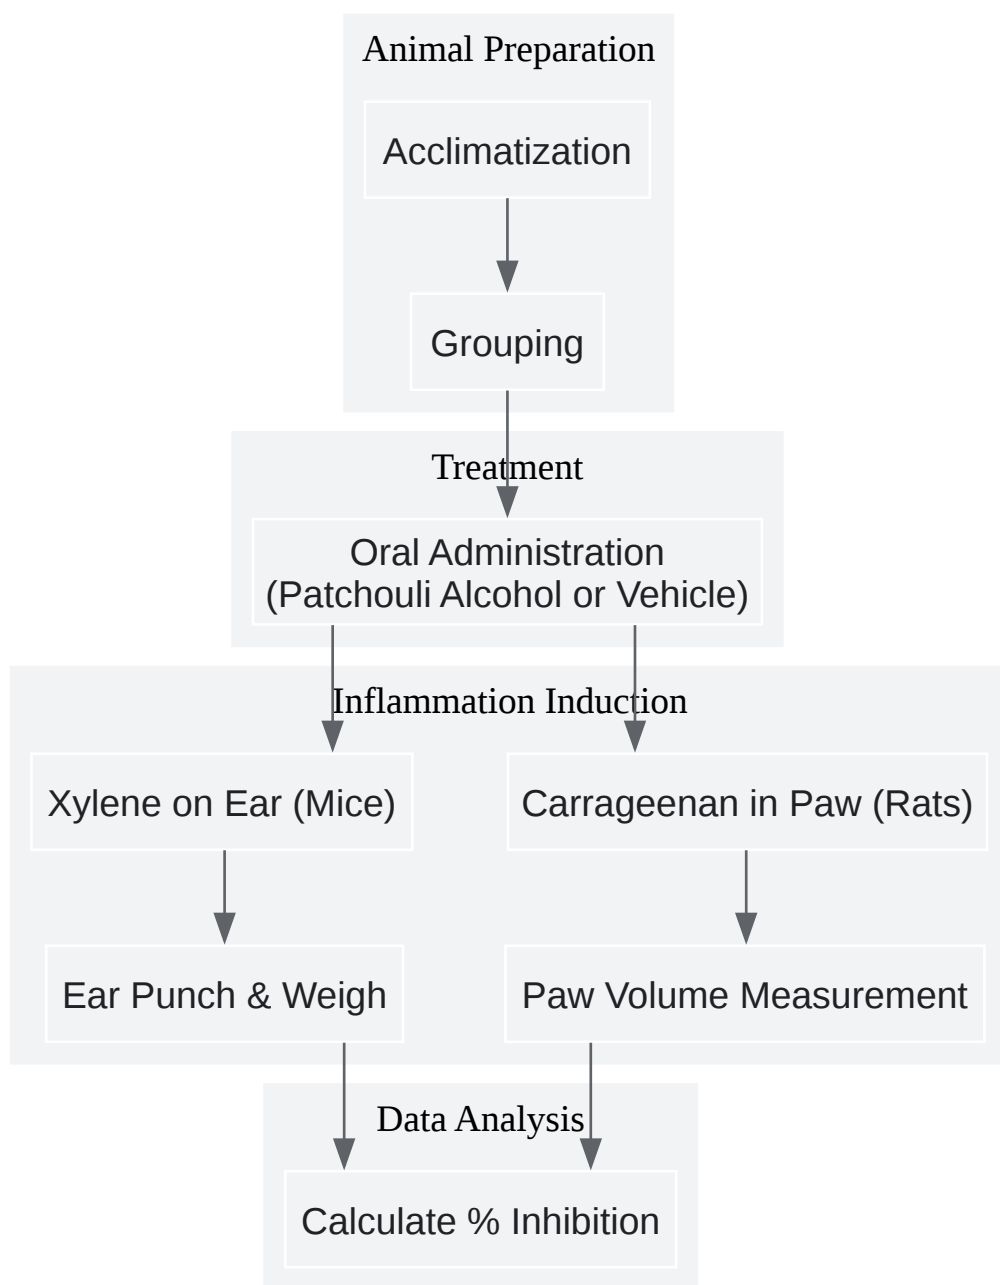 Animal Preparation
Acclimatization
Grouping
Treatment
Oral Administration
(Patchouli Alcohol or Vehicle)
Inflammation Induction
Xylene on Ear (Mice)
Carrageenan in Paw (Rats)
Ear Punch & Weigh
Paw Volume Measurement
Data Analysis
Calculate % Inhibition